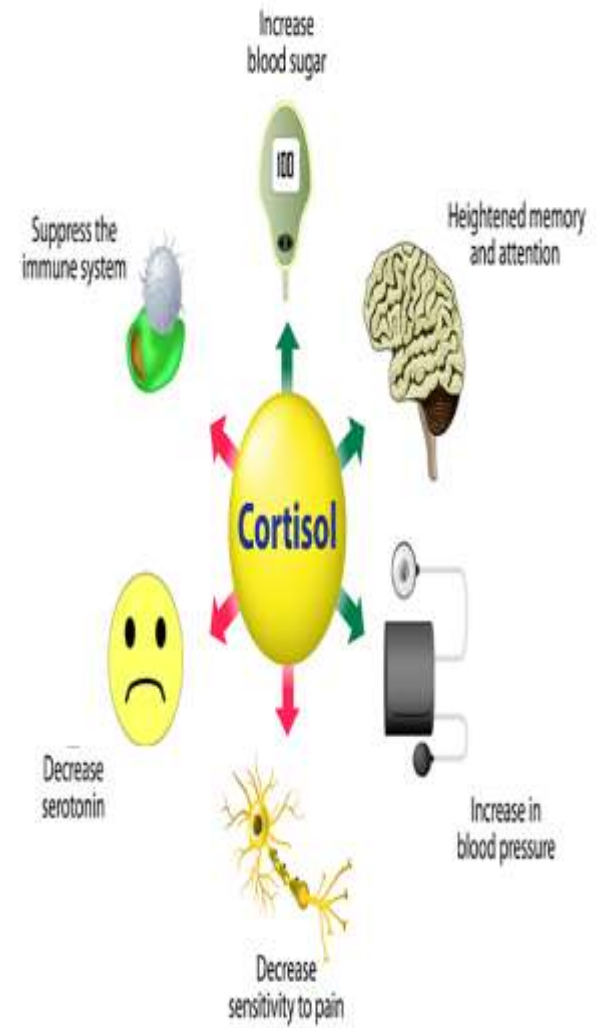 Increase
blood sugar
100
Heightened memory
and attention
Suppress the
immune system
Cortisol
Decrease
serotonin
Increase in
blood pressure
Decrease
sensitivity to pain